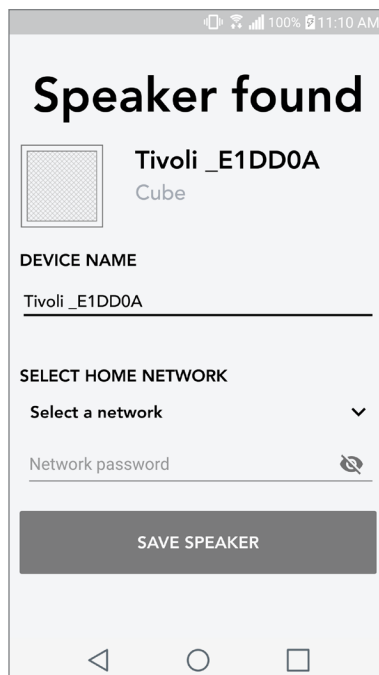 100% 11:10 AM
Speaker found
Tivoli _E1DD0A
Cube
DEVICE NAME
Tivoli _E1DD0A
SELECT HOME NETWORK
Select a network
Network password
SAVE SPEAKER